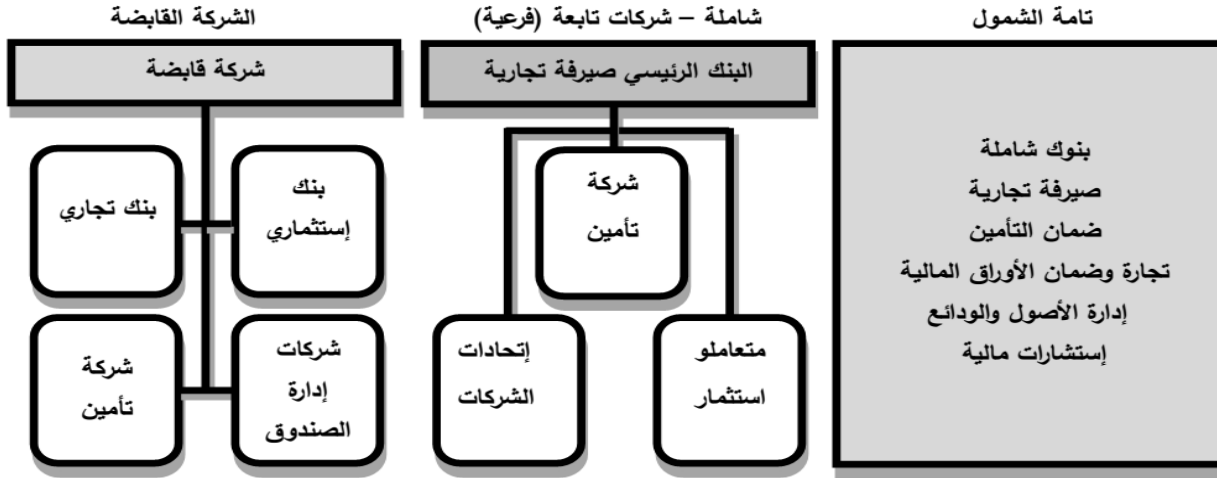 تامة الشمول
بنوك شاملة
صيرفة تجارية
ضمان التأمين
تجارة وضمان الأوراق المالية
إدارة الأصول والودائع
إستشارات مالية
شاملة – شركات تابعة (فرعية)
البنك الرئيسي صيرفة تجارية
شركة
تأمين
متعاملو
استثمار
إتحادات
الشركات
الشركة القابضة
شركة قابضة
بنك
إستثماري
بنك تجاري
شركات
إدارة
الصندوق
شركة
تأمين